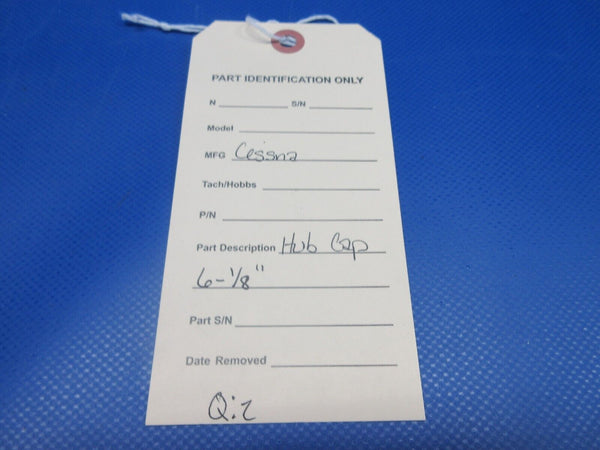 PART IDENTIFICATION ONLY
N S/N
Model
MFG Cessna
Tach/Hobbs
P/N
Part Description Hub Cap
6-1/8"
Part S/N
Date Removed
Q:2